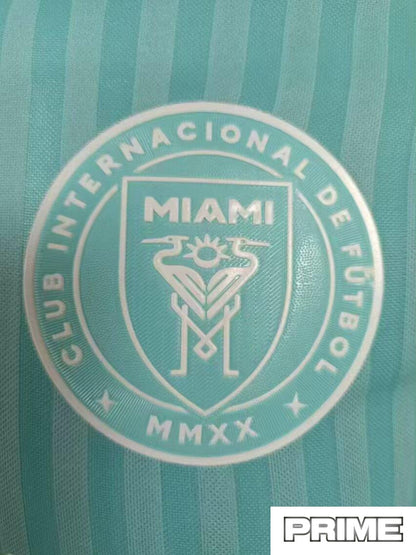 CLUB INTERNACIONAL DE FÚTBOL
MIAMI
MMXX
PRIME